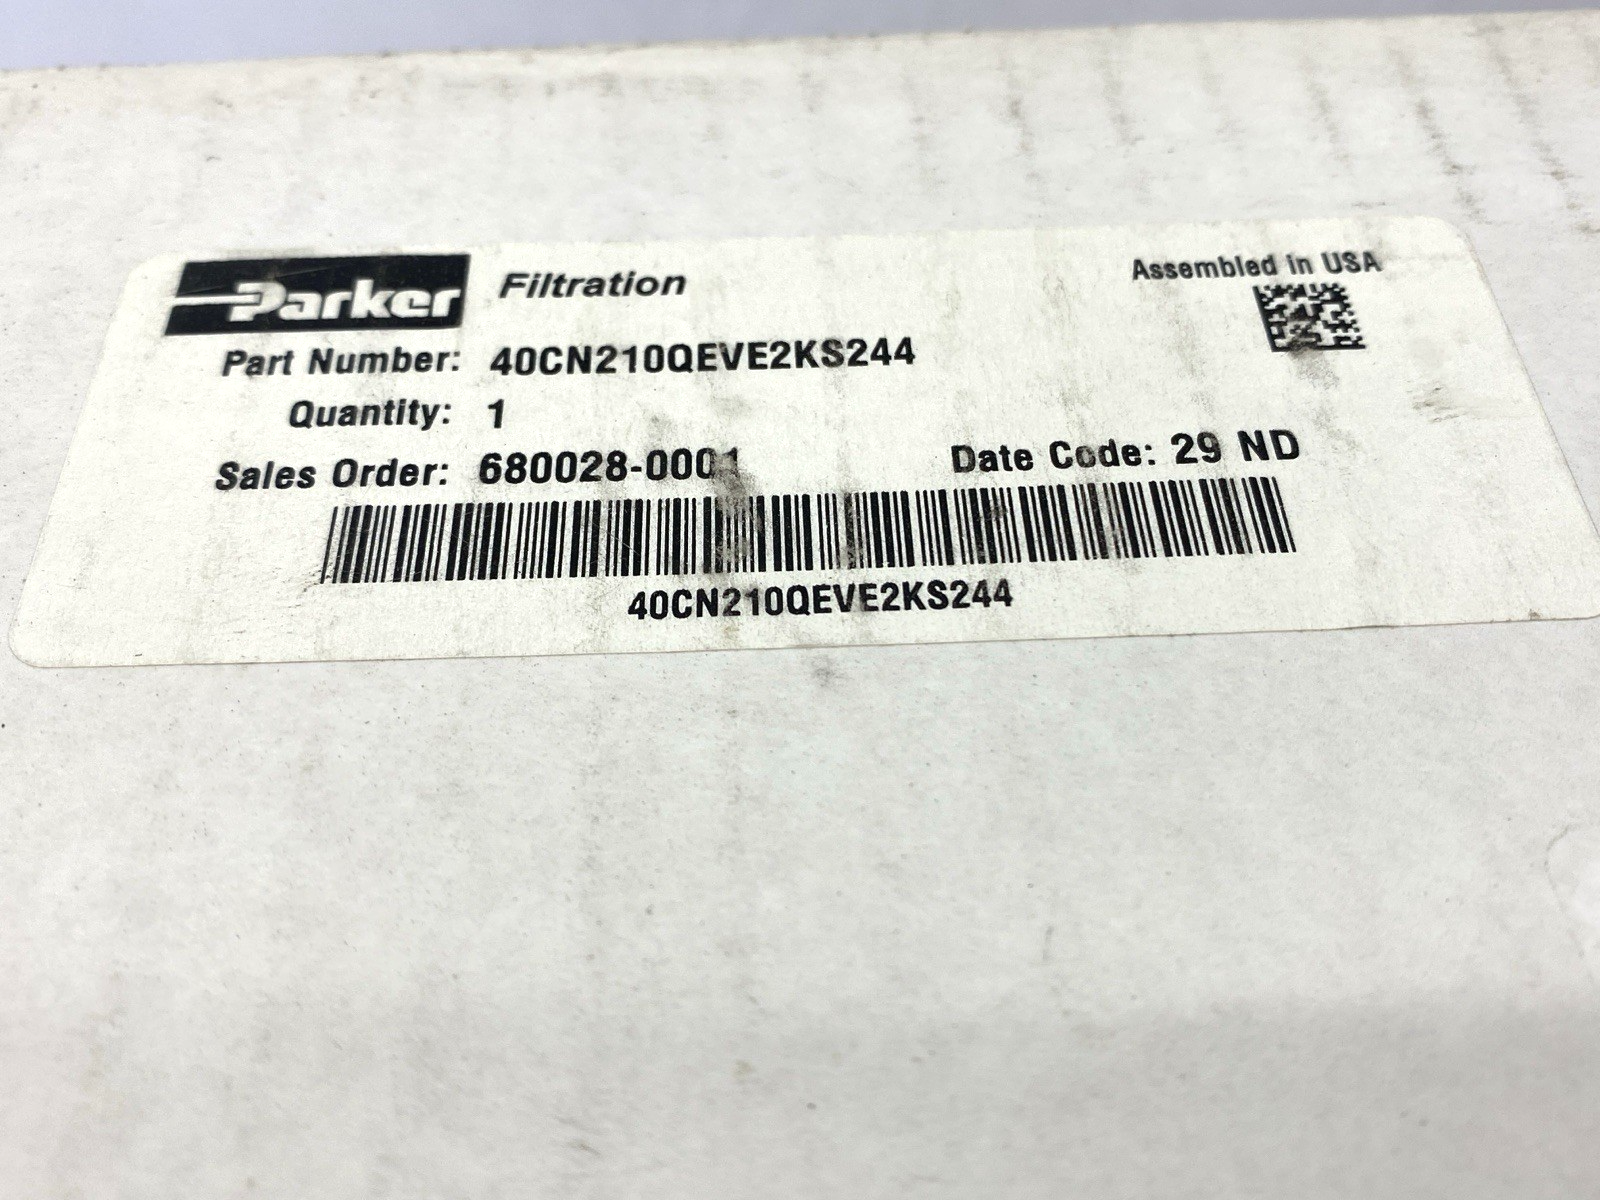 Parker Filtration
Assembled in USA
Part Number: 40CN210QEVE2KS244
Quantity: 1
Sales Order: 680028-0001
Date Code: 29 ND
40CN210QEVE2KS244